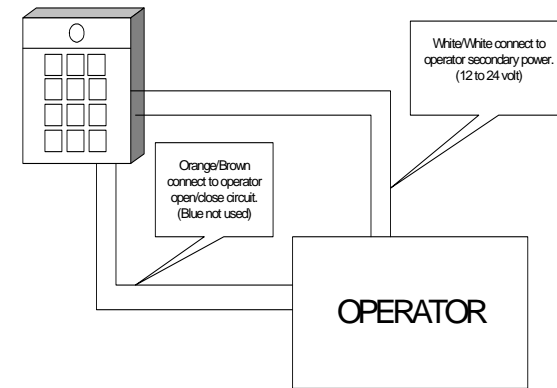 White/White connect to
operator secondary power.
(12 to 24 volt)
Orange/Brown
connect to operator
open/close circuit.
(Blue not used)
OPERATOR